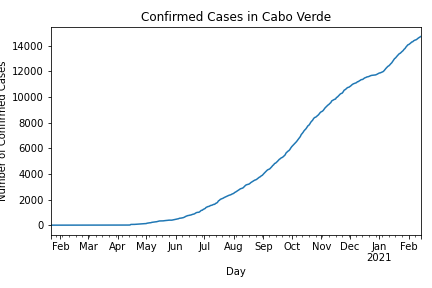 Confirmed Cases in Cabo Verde
Number of Confirmed Cases
14000
12000
10000
8000
6000
4000
2000
0
Feb Mar Apr May Jun Jul Aug Sep Oct Nov Dec Jan Feb
2021
Day